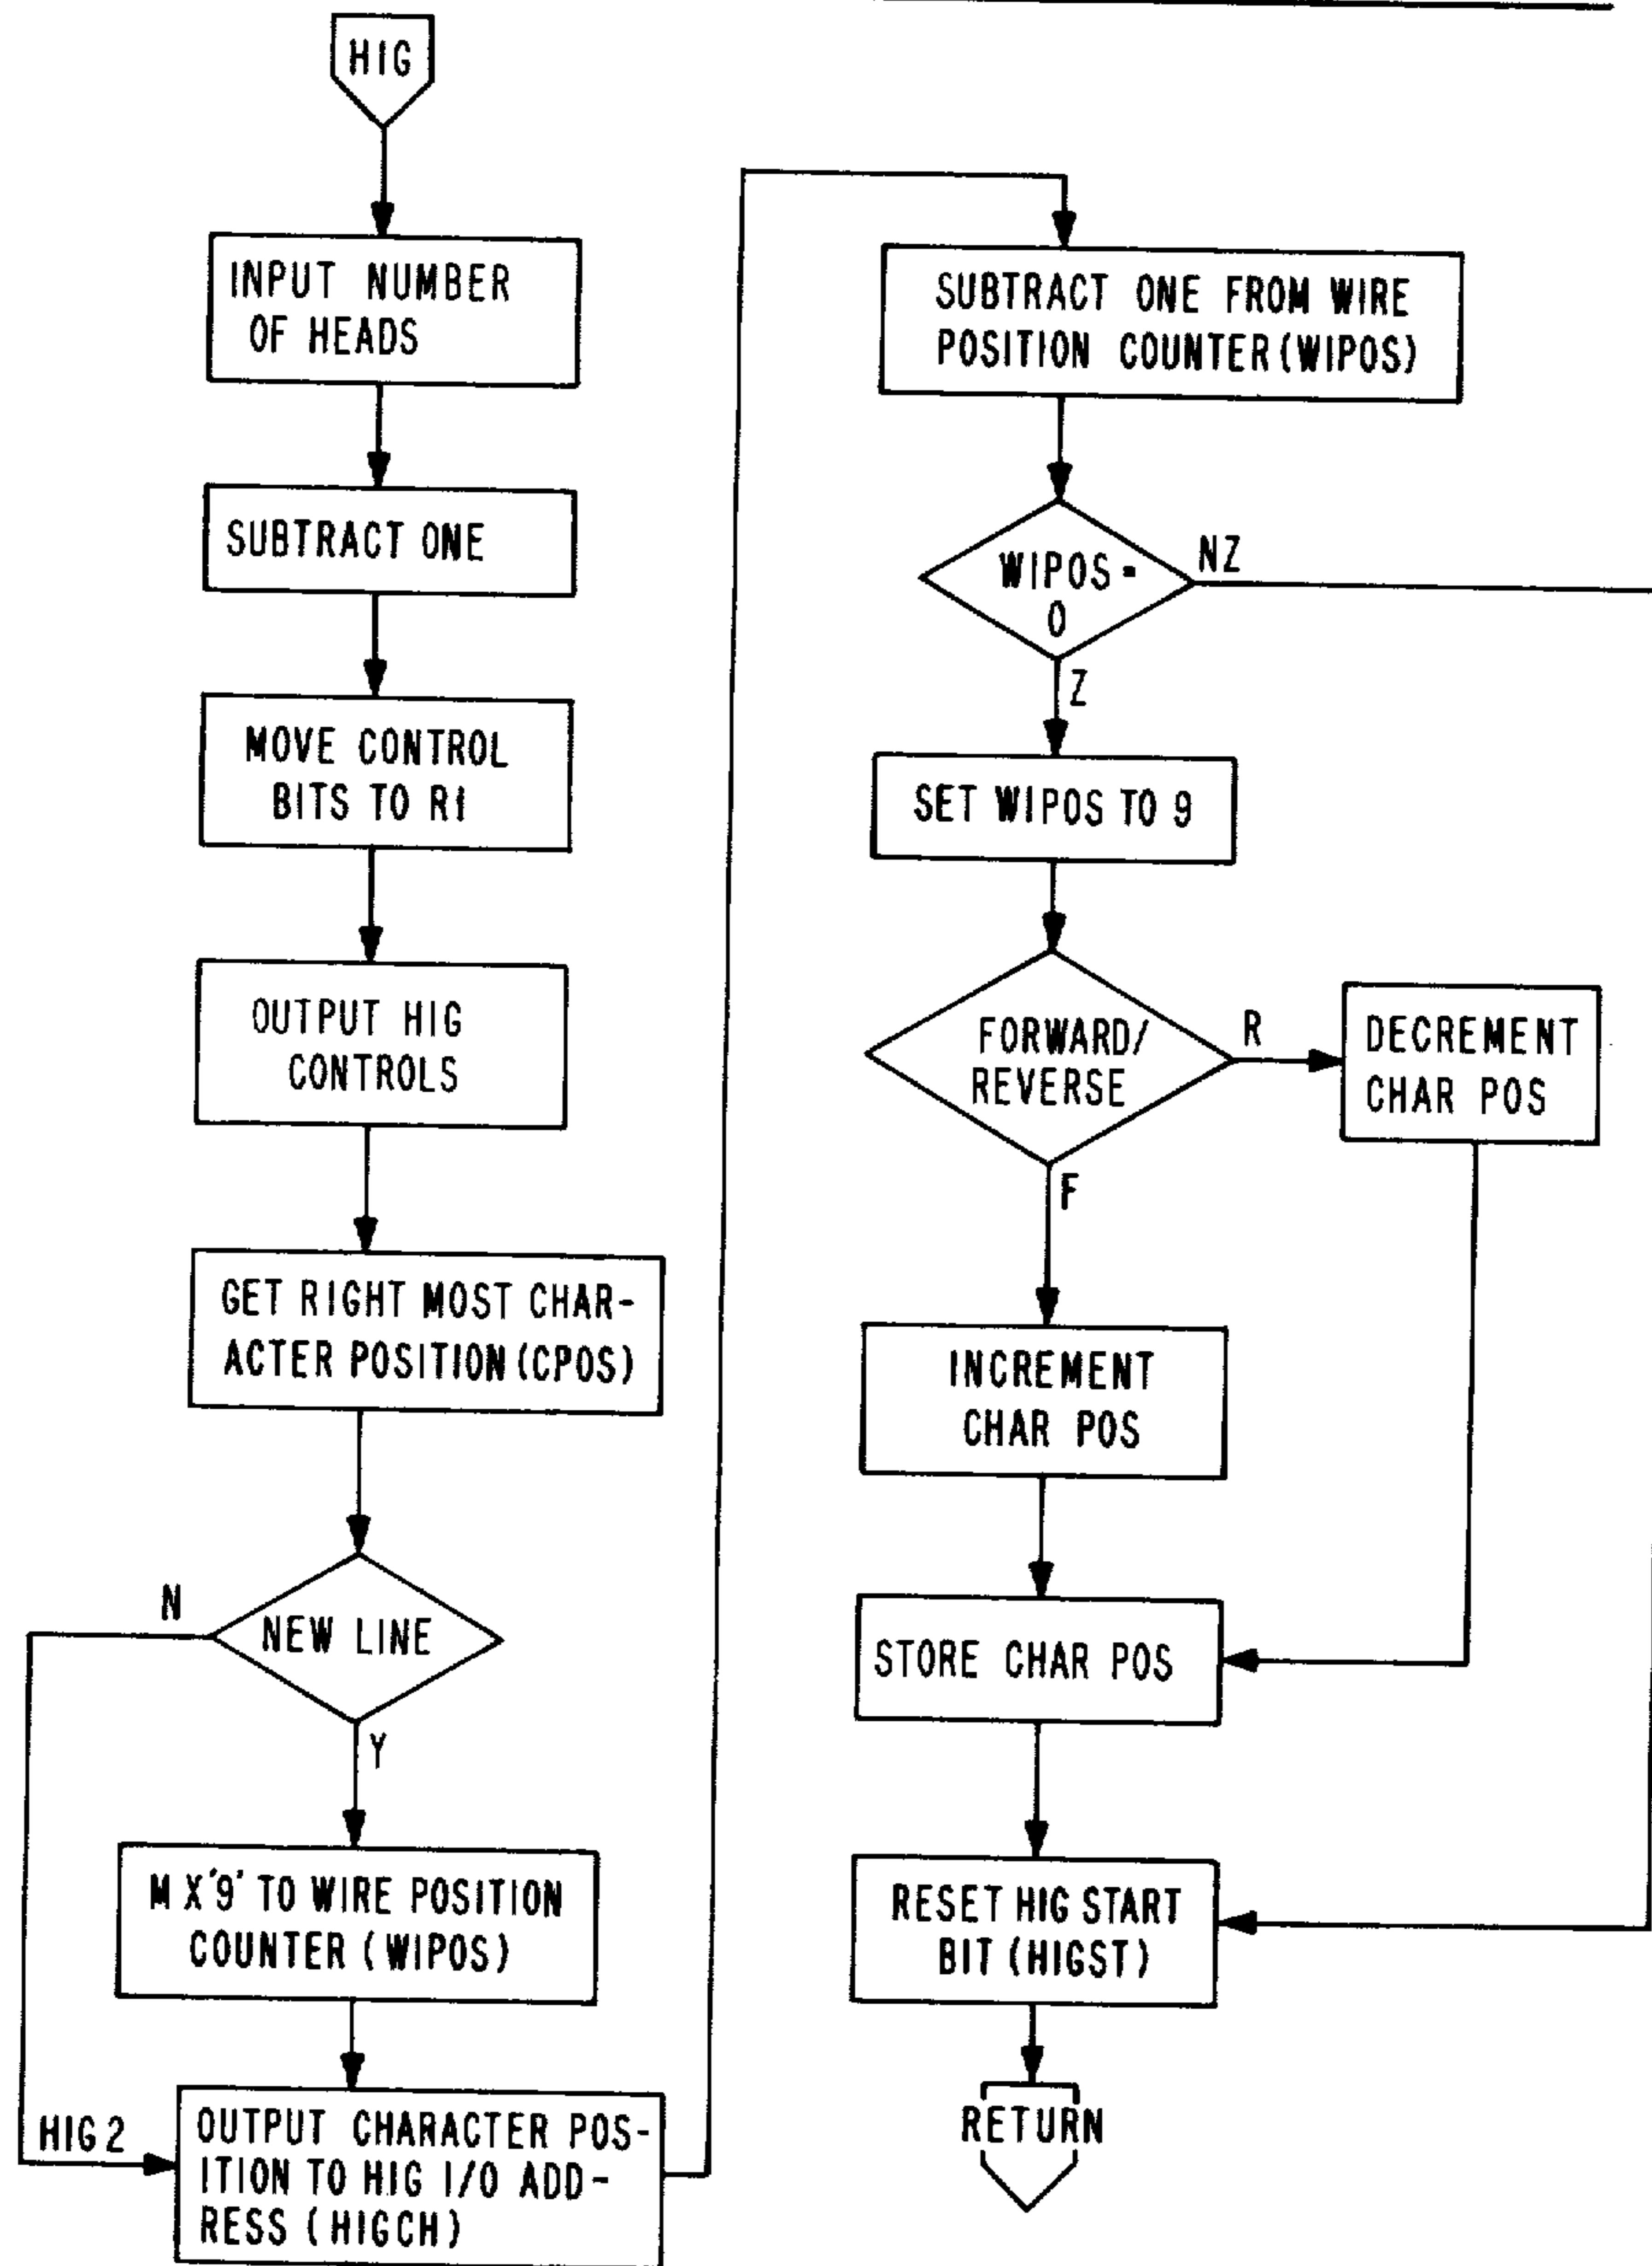 HIG
INPUT NUMBER
OF HEADS
SUBTRACT ONE
MOVE CONTROL
BITS TO R1
OUTPUT HIG
CONTROLS
GET RIGHT MOST CHAR-
ACTER POSITION (CPOS)
N
NEW LINE
Y
M X'9' TO WIRE POSITION
COUNTER (WIPOS)
HIG 2
OUTPUT CHARACTER POS-
ITION TO HIG I/O ADD-
RESS (HIGCH)
SUBTRACT ONE FROM WIRE
POSITION COUNTER (WIPOS)
WIPOS =
0
NZ
Z
SET WIPOS TO 9
FORWARD/
REVERSE
R
DECREMENT
CHAR POS
F
INCREMENT
CHAR POS
STORE CHAR POS
RESET HIG START
BIT (HIGST)
RETURN